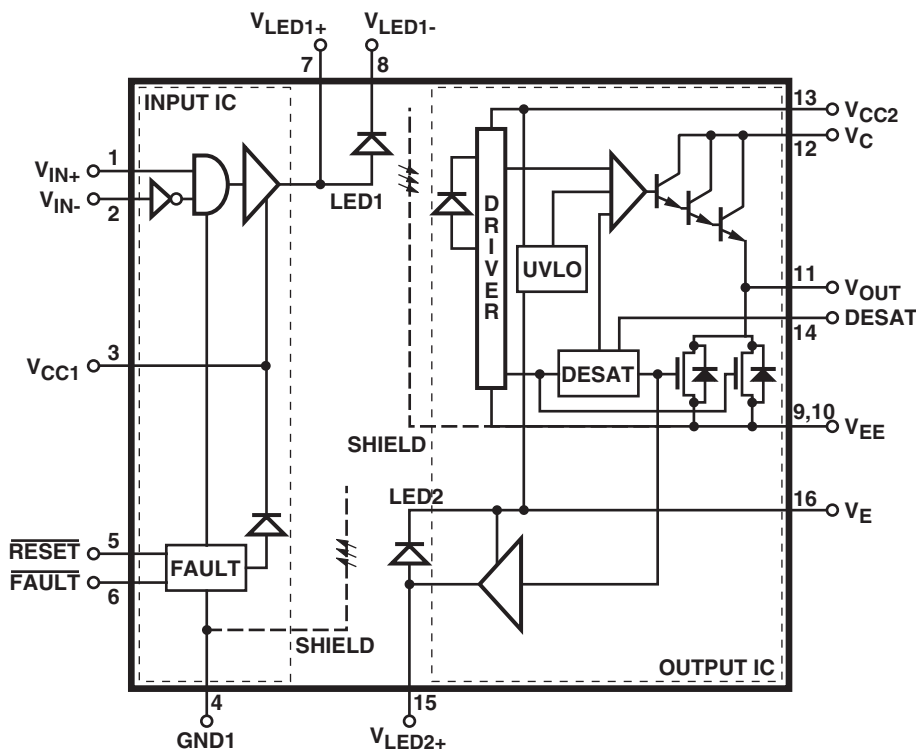 VLED1+
VLED1-
7
8
INPUT IC
13
VCC2
VC
12
1
VIN+
VIN-
2
LED1
DRIVER
UVLO
11
VOUT
DESAT
14
3
VCC1
DESAT
9,10
VEE
SHIELD
LED2
16
VE
5
RESET
FAULT
FAULT
6
SHIELD
OUTPUT IC
4
15
GND1
VLED2+